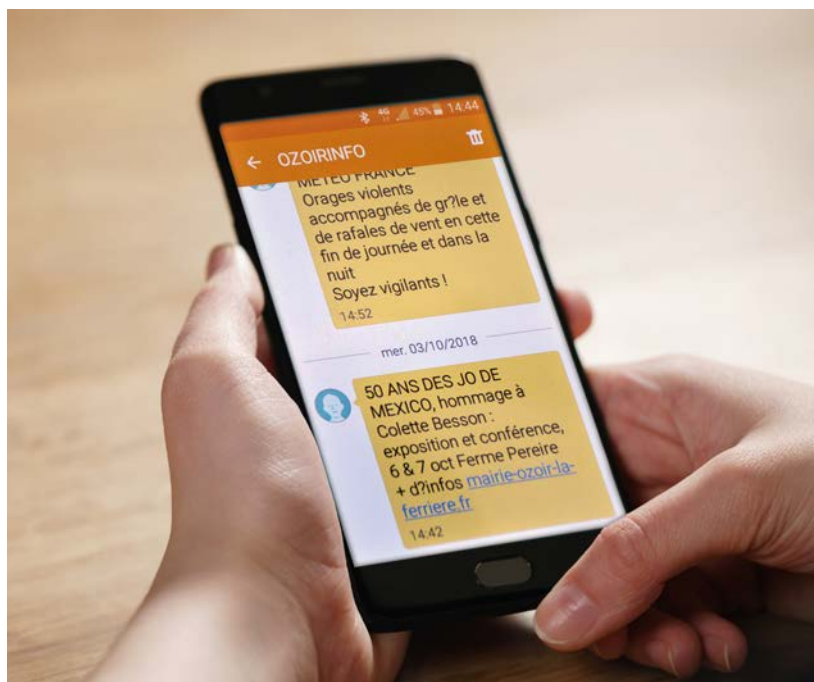 4G 45% 14:44
← OZOIRINFO
METEO FRANCE
Orages violents
accompagnés de gr?le et
de rafales de vent en cette
fin de journée et dans la
nuit
Soyez vigilants !
14:52
mer. 03/10/2018
50 ANS DES JO DE
MEXICO, hommage à
Colette Besson :
exposition et conférence,
6 & 7 oct Ferme Pereire
+ d?infos mairie-ozoir-la-
ferriere.fr
14:42